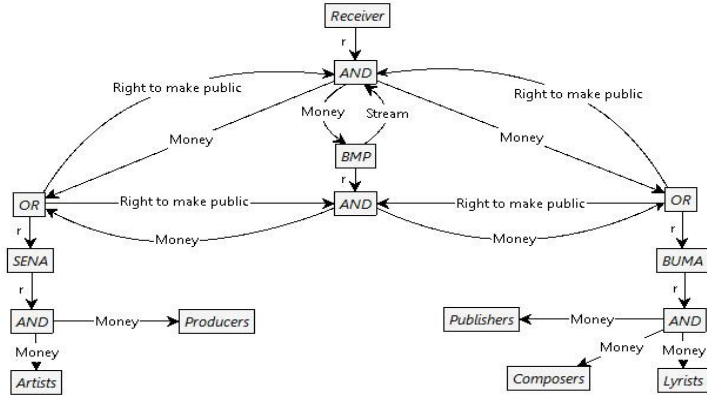 Receiver
r
AND
Right to make public
Right to make public
Money
Stream
Money
Money
BMP
r
OR
Right to make public
AND
Right to make public
OR
r
Money
Money
r
SENA
BUMA
r
r
AND
Money
Producers
Publishers
Money
AND
Money
Money
Money
Artists
Composers
Lyrists